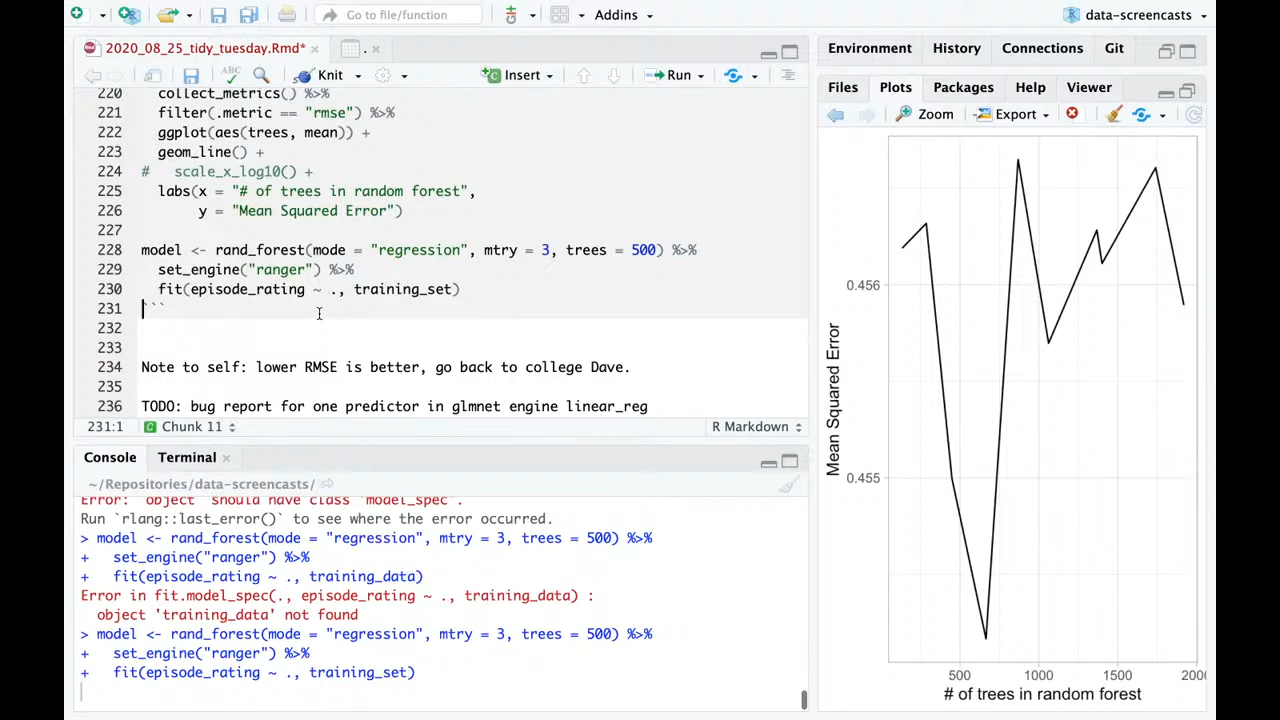 Go to file/function
Addins
data-screencasts
2020_08_25_tidy_tuesday.Rmd*
.
ABC
Knit
Insert
Run
220 collect_metrics() %>%
221 filter(.metric == "rmse") %>%
222 ggplot(aes(trees, mean)) +
223 geom_line() +
224 #   scale_x_log10() +
225 labs(x = "# of trees in random forest",
226 y = "Mean Squared Error")
227
228 model <- rand_forest(mode = "regression", mtry = 3, trees = 500) %>%
229 set_engine("ranger") %>%
230 fit(episode_rating ~ ., training_set)
231 ```
232
233
234 Note to self: lower RMSE is better, go back to college Dave.
235
236 TODO: bug report for one predictor in glmnet engine linear_reg
231:1
Chunk 11
R Markdown
Console
Terminal
~/Repositories/data-screencasts/
Error: `object` should have class `model_spec`.
Run `rlang::last_error()` to see where the error occurred.
> model <- rand_forest(mode = "regression", mtry = 3, trees = 500) %>%
+   set_engine("ranger") %>%
+   fit(episode_rating ~ ., training_data)
Error in fit.model_spec(., episode_rating ~ ., training_data) :
object 'training_data' not found
> model <- rand_forest(mode = "regression", mtry = 3, trees = 500) %>%
+   set_engine("ranger") %>%
+   fit(episode_rating ~ ., training_set)
Environment
History
Connections
Git
Files
Plots
Packages
Help
Viewer
Zoom
Export
Mean Squared Error
0.456
0.455
500
1000
1500
200
# of trees in random forest